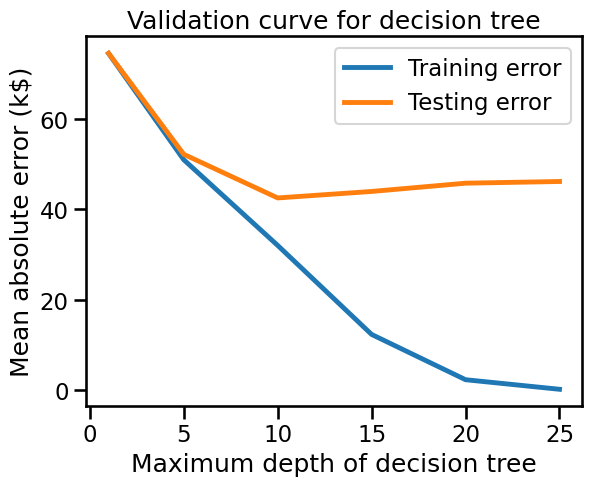 Validation curve for decision tree
Training error
Testing error
Mean absolute error (k$)
60
40
20
0
0 5 10 15 20 25
Maximum depth of decision tree